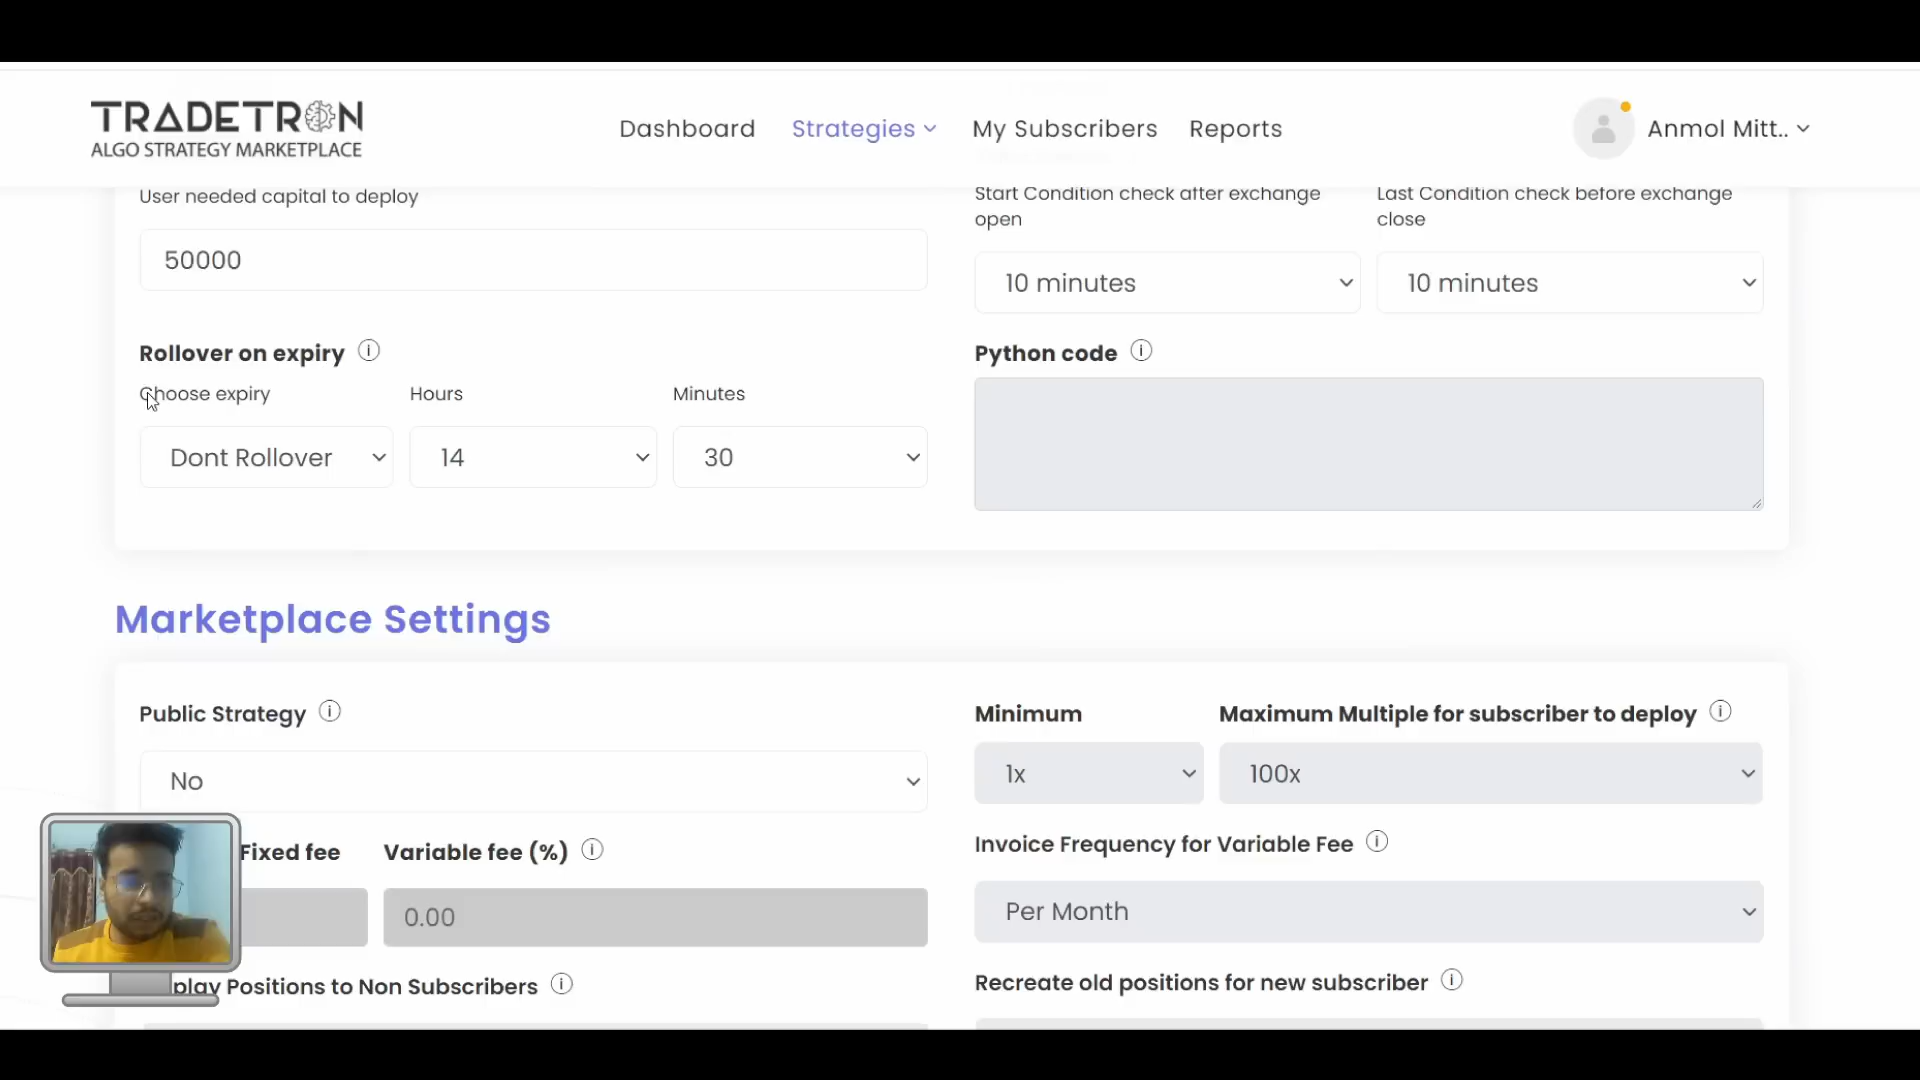 TRADETRON
ALGO STRATEGY MARKETPLACE
Dashboard
Strategies
My Subscribers
Reports
Anmol Mitt..
User needed capital to deploy
50000
Start Condition check after exchange
open
10 minutes
Last Condition check before exchange
close
10 minutes
Rollover on expiry
Choose expiry
Dont Rollover
Hours
14
Minutes
30
Python code
Marketplace Settings
Public Strategy
No
Minimum
1x
Maximum Multiple for subscriber to deploy
100x
Fixed fee
Variable fee (%)
0.00
Invoice Frequency for Variable Fee
Per Month
Positions to Non Subscribers
Recreate old positions for new subscriber